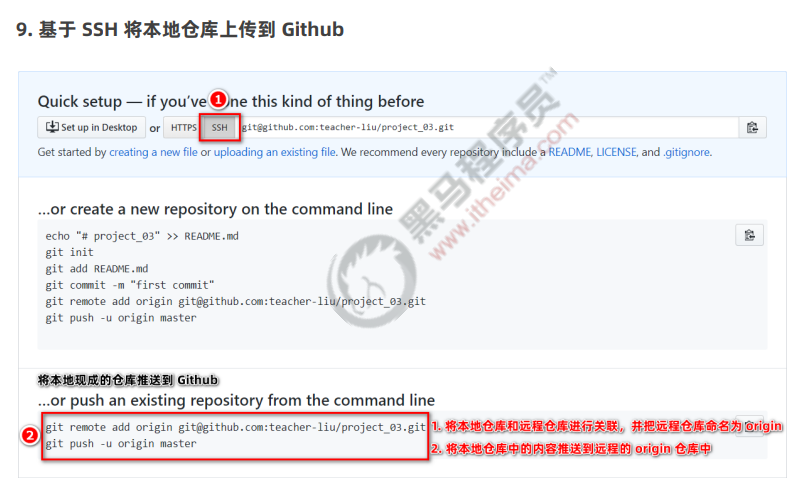 9. 基于 SSH 将本地仓库上传到 Github
Quick setup — if you've ne this kind of thing before
1
Set up in Desktop or HTTPS SSH git@github.com:teacher-liu/project_03.git
Get started by creating a new file or uploading an existing file. We recommend every repository include a README, LICENSE, and .gitignore.
…or create a new repository on the command line
echo "# project_03" >> README.md
git init
git add README.md
git commit -m "first commit"
git remote add origin git@github.com:teacher-liu/project_03.git
git push -u origin master
将本地现成的仓库推送到 Github
…or push an existing repository from the command line
2
git remote add origin git@github.com:teacher-liu/project_03.git
1. 将本地仓库和远程仓库进行关联，并把远程仓库命名为 Origin
git push -u origin master
2. 将本地仓库中的内容推送到远程的 origin 仓库中
黑马程序员™
www.itheima.com